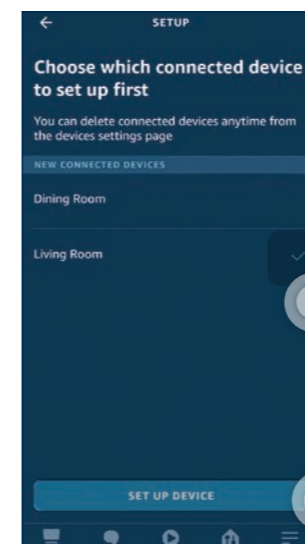 SETUP
Choose which connected device
to set up first
You can delete connected devices anytime from
the devices settings page
NEW CONNECTED DEVICES
Dining Room
Living Room
SET UP DEVICE